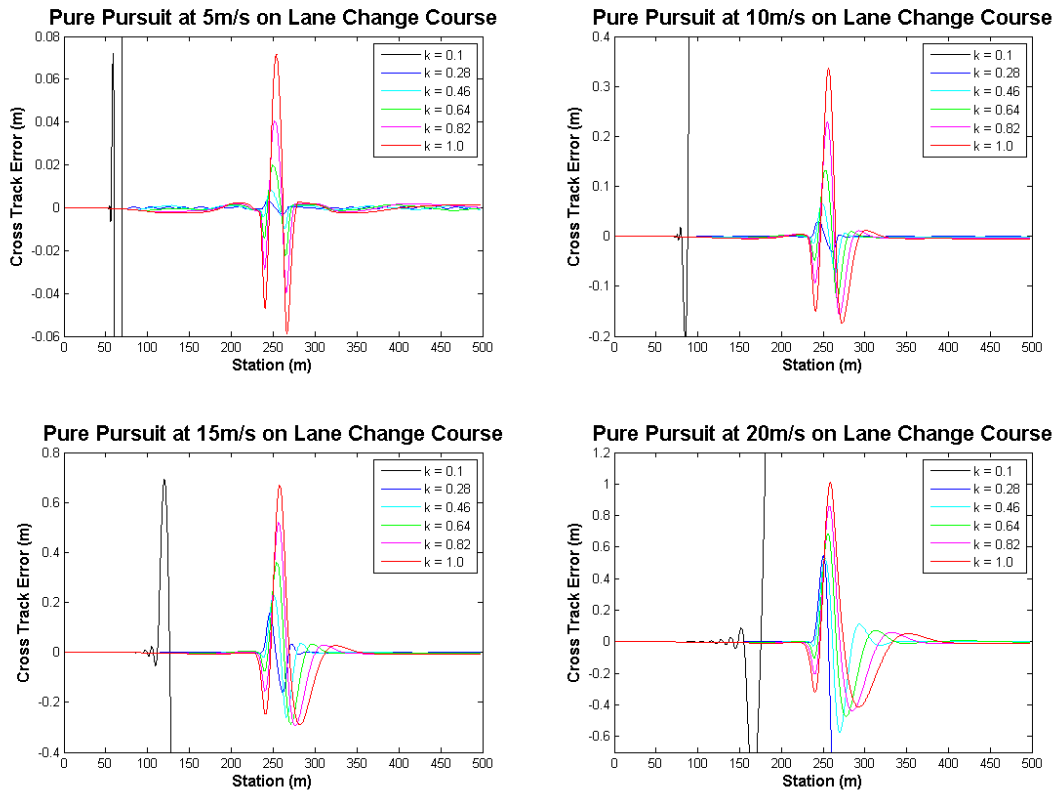 Pure Pursuit at 5m/s on Lane Change Course
Cross Track Error (m)
0.08
0.06
0.04
0.02
0
-0.02
-0.04
-0.06
0 50 100 150 200 250 300 350 400 450 500
Station (m)
k = 0.1
k = 0.28
k = 0.46
k = 0.64
k = 0.82
k = 1.0
Pure Pursuit at 10m/s on Lane Change Course
Cross Track Error (m)
0.4
0.3
0.2
0.1
0
-0.1
-0.2
0 50 100 150 200 250 300 350 400 450 500
Station (m)
k = 0.1
k = 0.28
k = 0.46
k = 0.64
k = 0.82
k = 1.0
Pure Pursuit at 15m/s on Lane Change Course
Cross Track Error (m)
0.8
0.6
0.4
0.2
0
-0.2
-0.4
0 50 100 150 200 250 300 350 400 450 500
Station (m)
k = 0.1
k = 0.28
k = 0.46
k = 0.64
k = 0.82
k = 1.0
Pure Pursuit at 20m/s on Lane Change Course
Cross Track Error (m)
1.2
1
0.8
0.6
0.4
0.2
0
-0.2
-0.4
-0.6
0 50 100 150 200 250 300 350 400 450 500
Station (m)
k = 0.1
k = 0.28
k = 0.46
k = 0.64
k = 0.82
k = 1.0